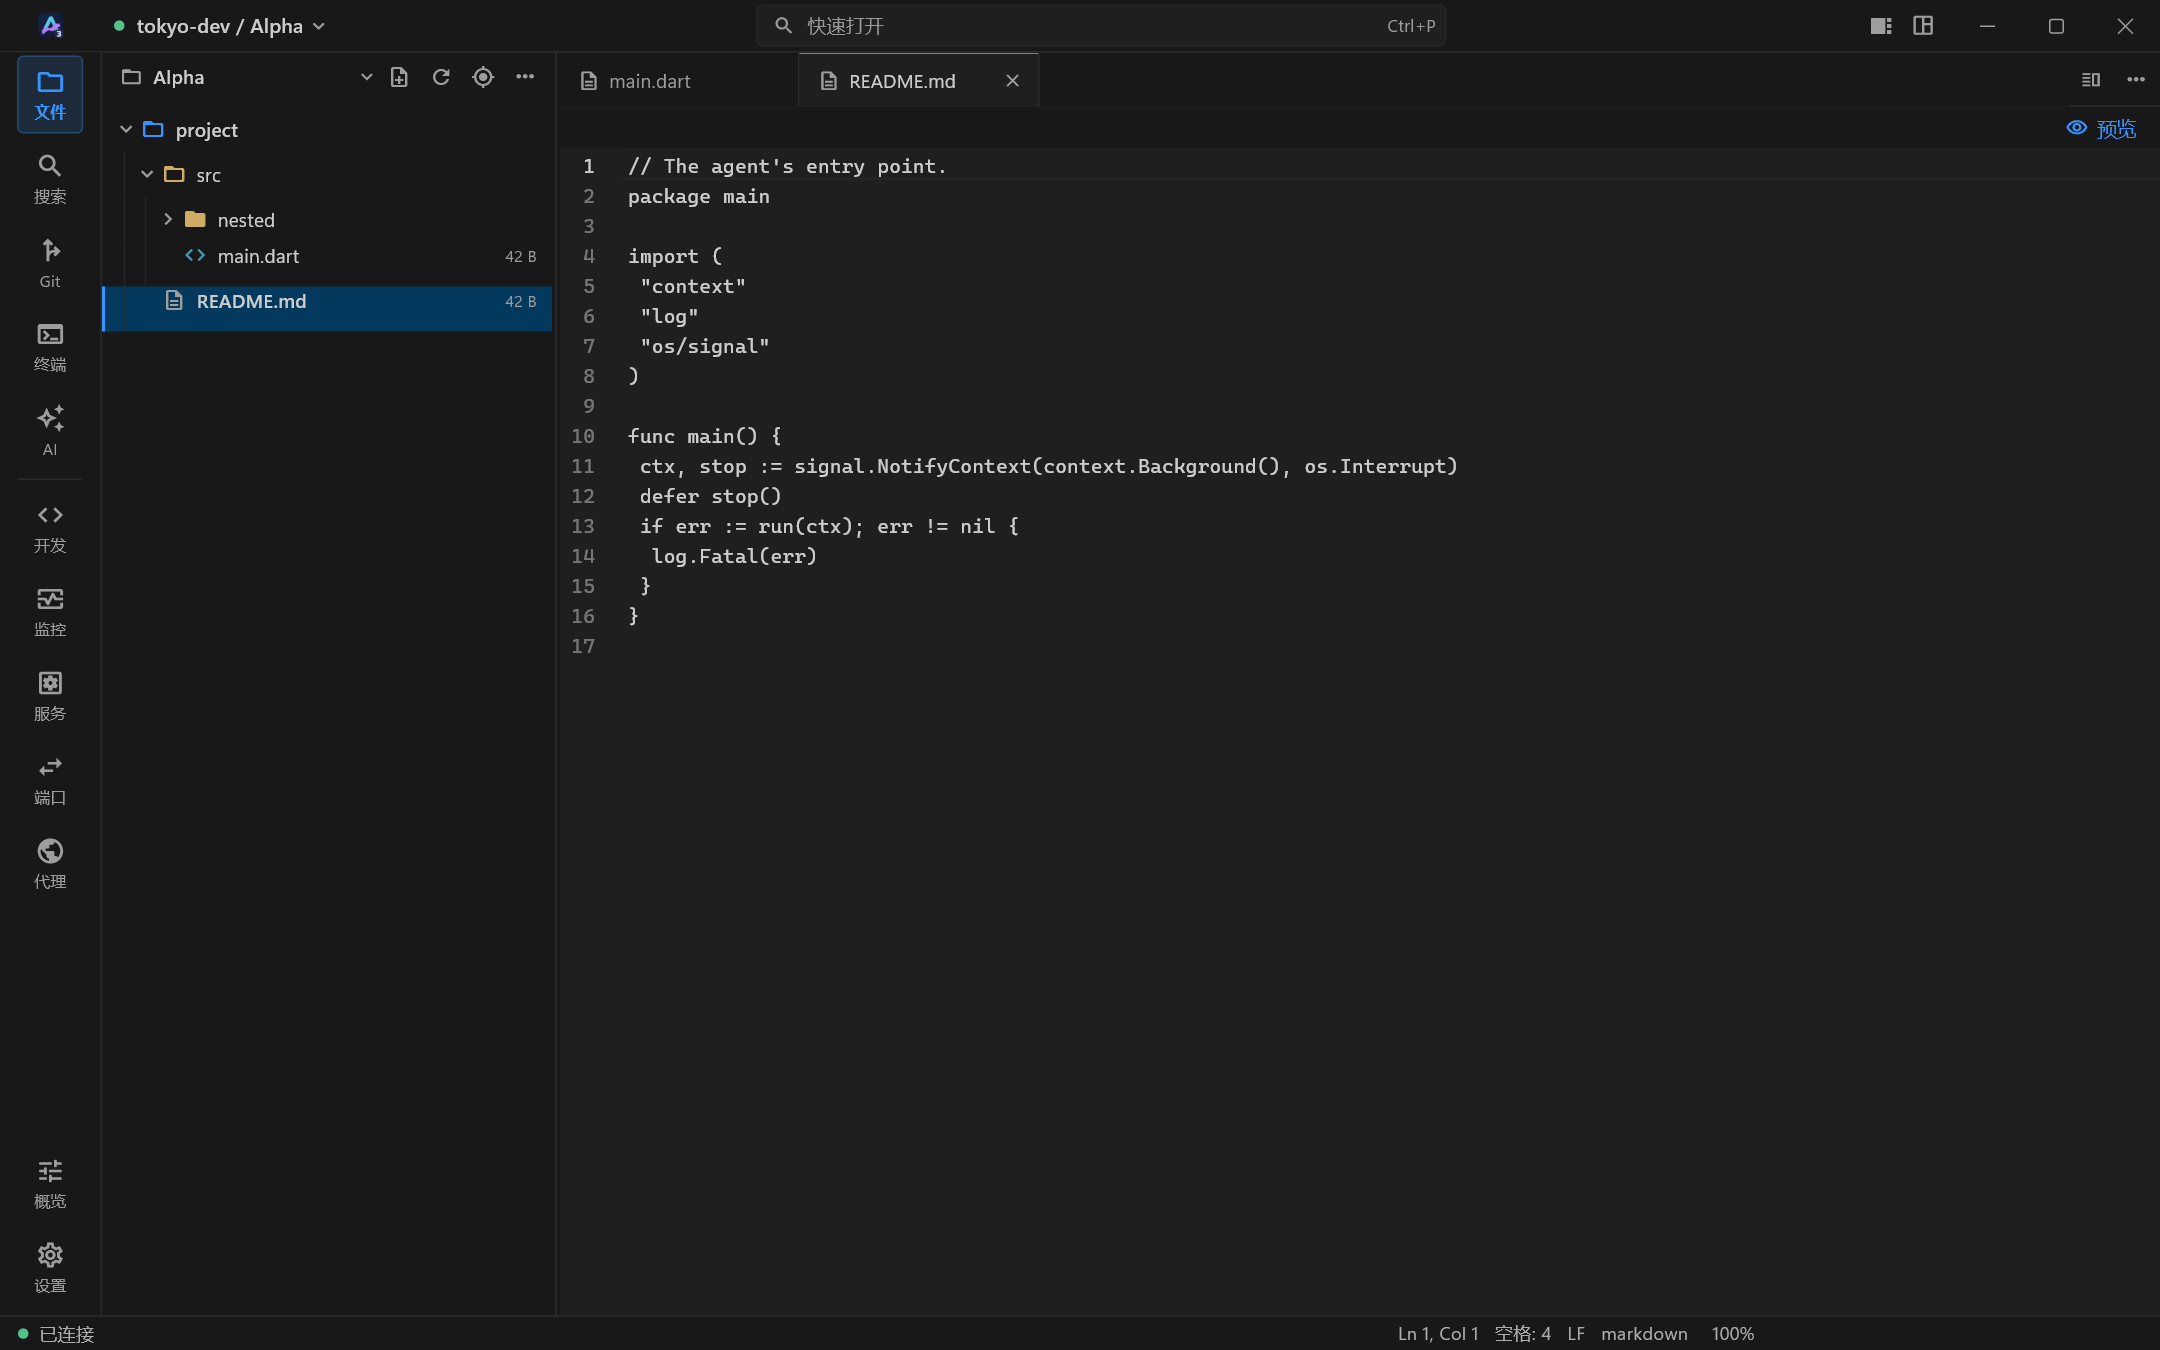 tokyo-dev / Alpha
快速打开
Ctrl+P
文件
搜索
Git
终端
AI
开发
监控
服务
端口
代理
概览
设置
Alpha
project
src
nested
main.dart
42 B
README.md
42 B
main.dart
README.md
预览
1 // The agent's entry point.
2 package main
3
4 import (
5 "context"
6 "log"
7 "os/signal"
8 )
9
10 func main() {
11 ctx, stop := signal.NotifyContext(context.Background(), os.Interrupt)
12 defer stop()
13 if err := run(ctx); err != nil {
14 log.Fatal(err)
15 }
16 }
17
已连接
Ln 1, Col 1
空格: 4
LF
markdown
100%